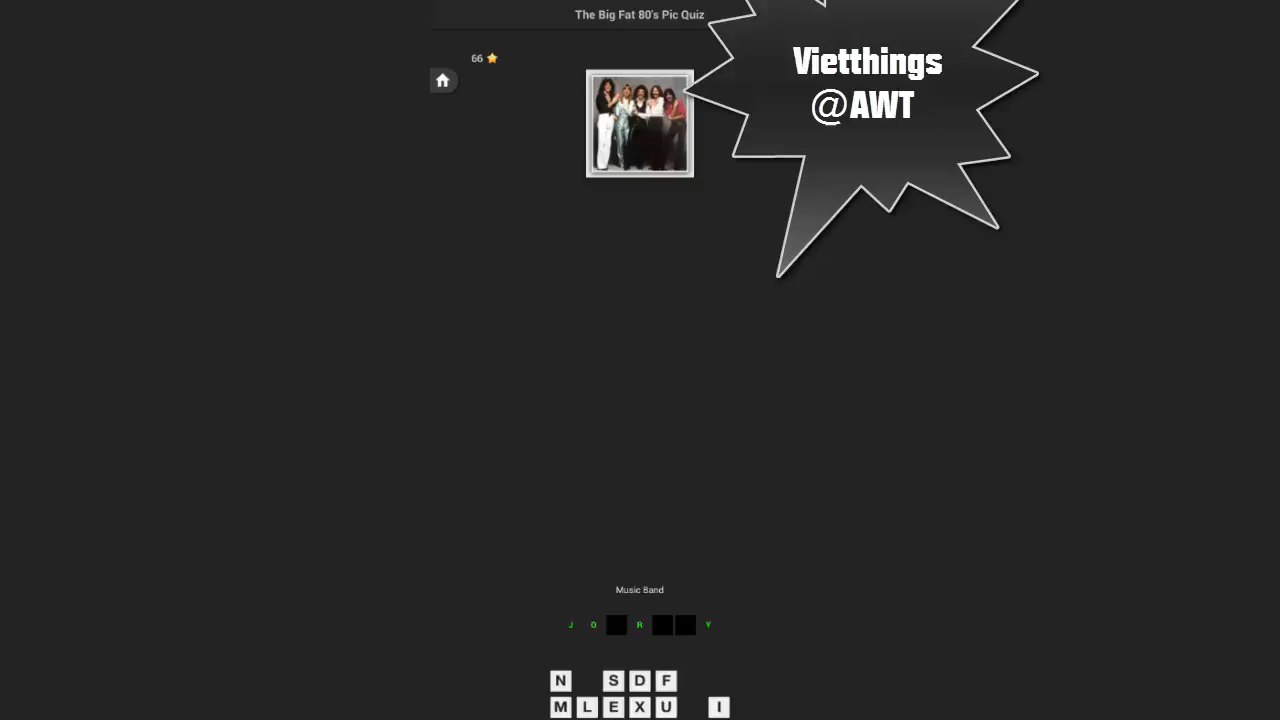 The Big Fat 80's Pic Quiz
Vietthings
@AWT
66
Music Band
J O R Y
N S D F
M L E X U I